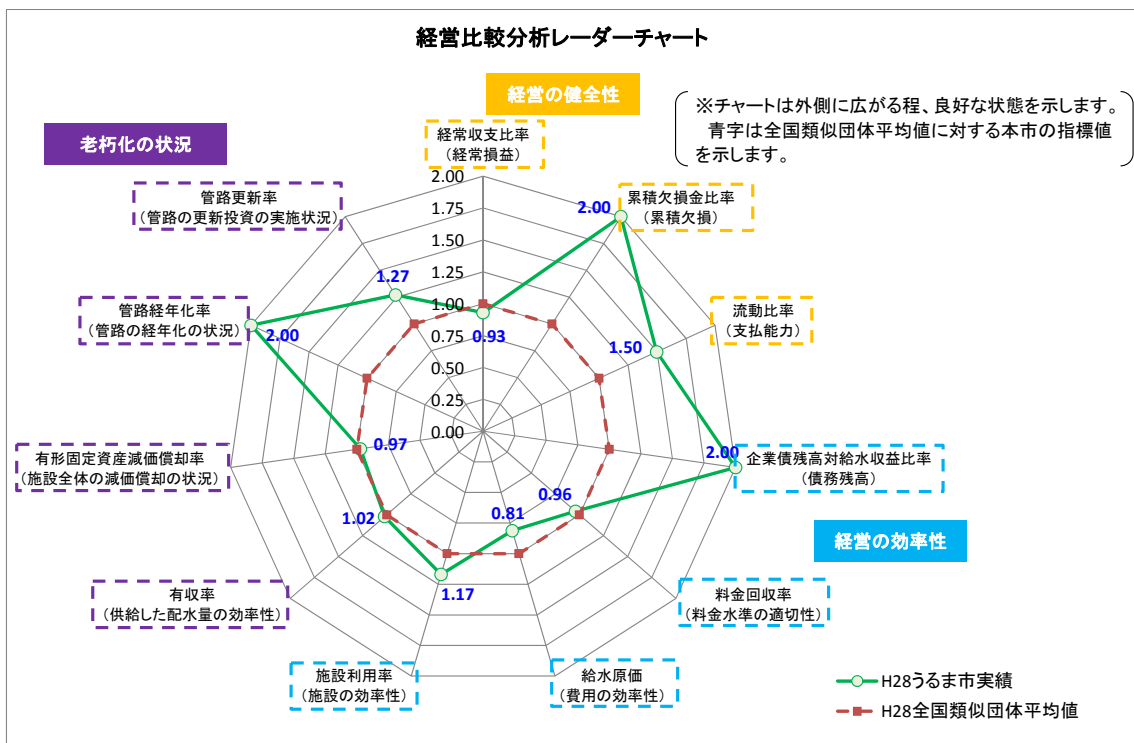 経営比較分析レーダーチャート
経営の健全性
※チャートは外側に広がる程、良好な状態を示します。
青字は全国類似団体平均値に対する本市の指標値
を示します。
老朽化の状況
経常収支比率
(経常損益)
管路更新率
(管路の更新投資の実施状況)
累積欠損金比率
(累積欠損)
2.00
1.75
1.50
1.25
1.00
0.75
0.50
0.25
0.00
2.00
1.27
0.93
管路経年化率
(管路の経年化の状況)
2.00
流動比率
(支払能力)
1.50
有形固定資産減価償却率
(施設全体の減価償却の状況)
0.97
2.00
企業債残高対給水収益比率
(債務残高)
0.96
0.81
1.02
1.17
経営の効率性
有収率
(供給した配水量の効率性)
料金回収率
(料金水準の適切性)
施設利用率
(施設の効率性)
給水原価
(費用の効率性)
H28うるま市実績
H28全国類似団体平均値